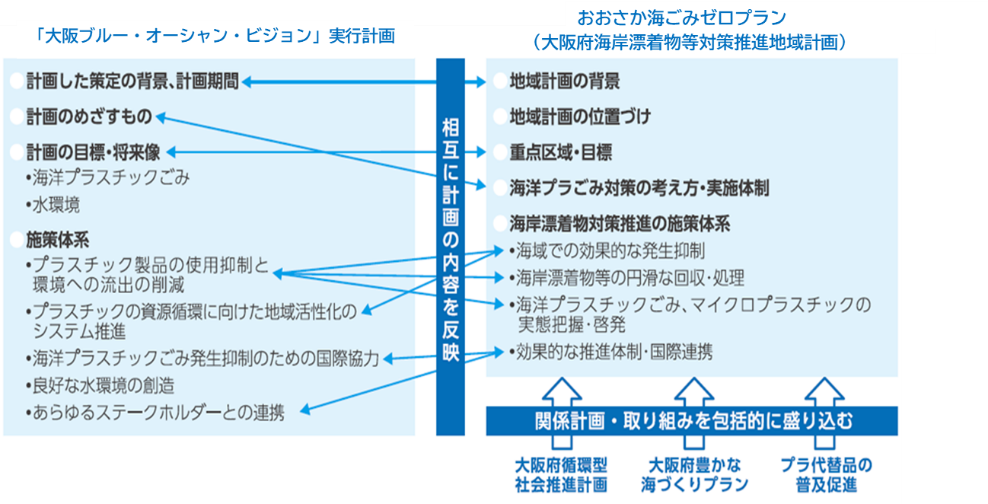 「大阪ブルー・オーシャン・ビジョン」実行計画
計画した策定の背景、計画期間
計画のめざすもの
計画の目標・将来像
・海洋プラスチックごみ
・水環境
施策体系
・プラスチック製品の使用抑制と
環境への流出の削減
・プラスチックの資源循環に向けた地域活性化の
システム推進
・海洋プラスチックごみ発生抑制のための国際協力
・良好な水環境の創造
・あらゆるステークホルダーとの連携
相互に計画の内容を反映
おおさか海ごみゼロプラン
（大阪府海岸漂着物等対策推進地域計画）
地域計画の背景
地域計画の位置づけ
重点区域・目標
海洋プラごみ対策の考え方・実施体制
海岸漂着物対策推進の施策体系
・海域での効果的な発生抑制
・海岸漂着物等の円滑な回収・処理
・海洋プラスチックごみ、マイクロプラスチックの
実態把握・啓発
・効果的な推進体制・国際連携
関係計画・取り組みを包括的に盛り込む
大阪府循環型
社会推進計画
大阪府豊かな
海づくりプラン
プラ代替品の
普及促進